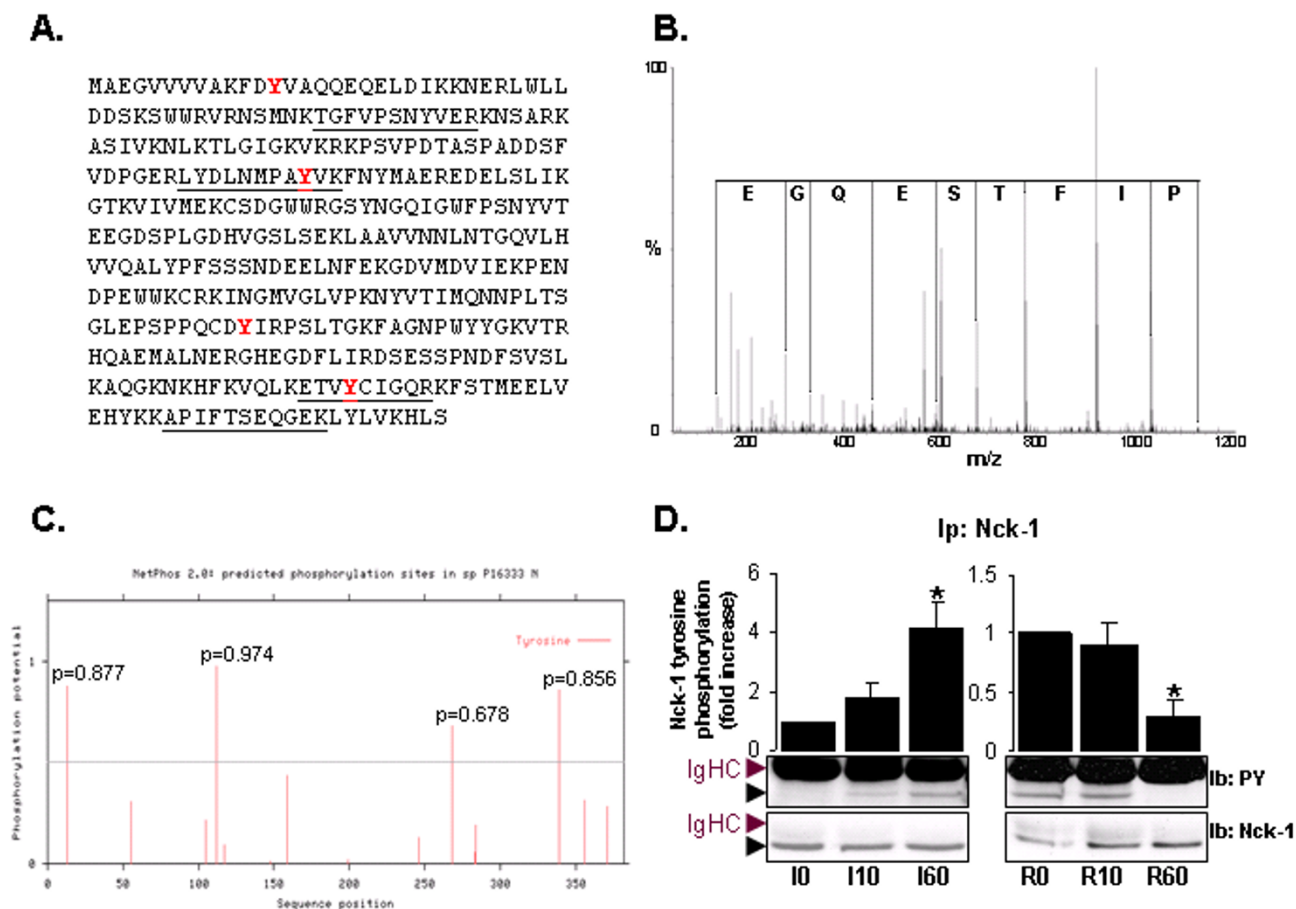 A.
MAEGVVVVAKFDYVAQQEQELDIKKNERLWLL
DDSKSWWRVRNSMNKTGFVPSNYVERKNSARK
ASIVKNLKTLGIGKVKRKPSVPDTASPADDSF
VDPGERLYDLNMPAYVKFNYMAEREDELSLIK
GTKVIVMEKCSDGWWRGSYNGQIGWFPSNYVT
EEGDSPLGDHVGSLSEKLAAVVNNLNTGQVLH
VVQALYPFSSSNDEELNFEKGDVMDVIEKPEN
DPEWWKCRKINGMVGLVPKNYVTIMQNNPLTS
GLEPSPPQCDYIRPSLTGKFAGNPWYYGKVTR
HQAEMALNERGHEGDFLIRDSESSPNDFSVSL
KAQGKNKHFKVQLKETVYCIGQRKFSTMEELV
EHYKKAPIFTSEQGEKLYLVKHLS
B.
100
E G Q E S T F I P
%
0
200 400 600 800 1000 1200
m/z
C.
NetPhos 2.0: predicted phosphorylation sites in sp P16333 N
Phosphorylation potential
Tyrosine
1
p=0.877
p=0.974
p=0.678
p=0.856
0
0 50 100 150 200 250 300 350
Sequence position
D.
Ip: Nck-1
Nck-1 tyrosine
phosphorylation
(fold increase)
6
4
2
0
*
1.5
1
0.5
0
*
IgHC
Ib: PY
IgHC
Ib: Nck-1
I0 I10 I60
R0 R10 R60